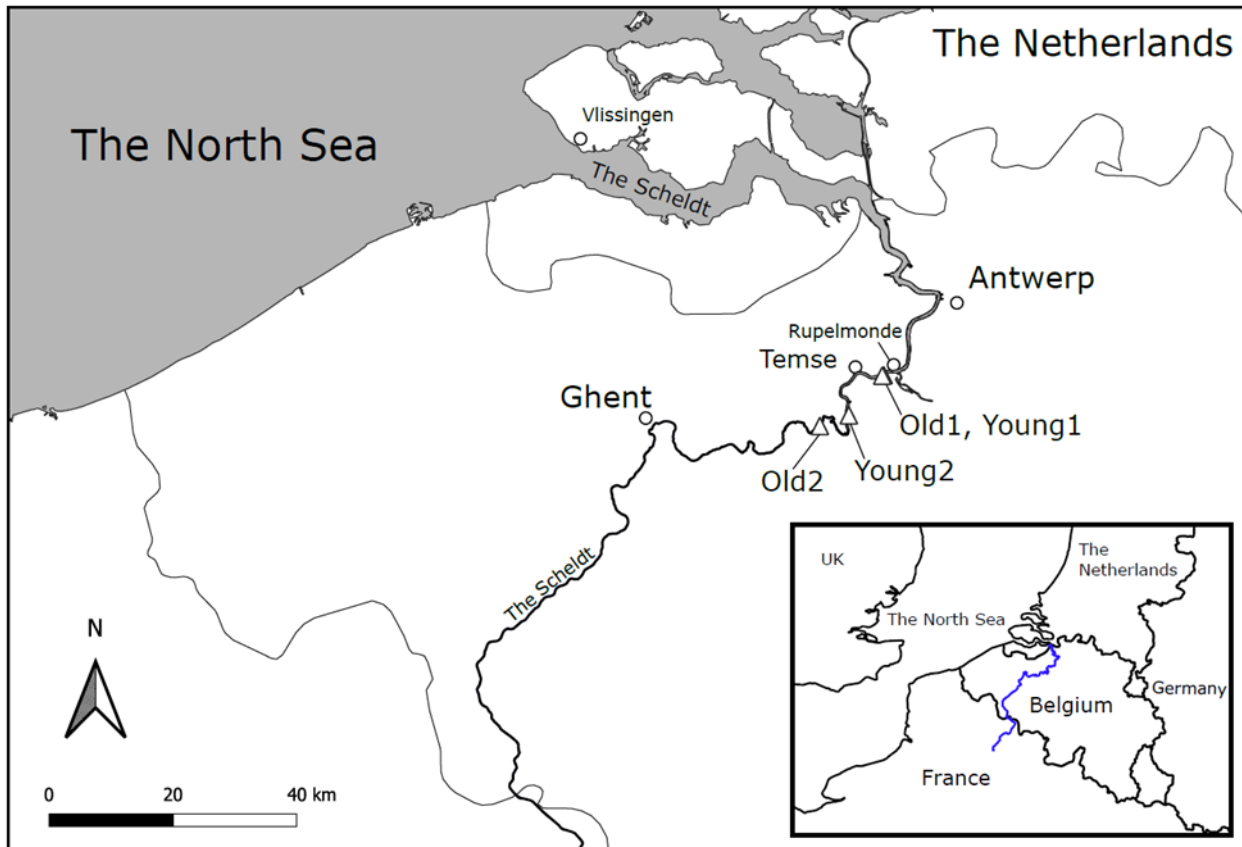 The Netherlands
Vlissingen
The North Sea
The Scheldt
Antwerp
Rupelmonde
Temse
Ghent
Old1, Young1
Young2
Old2
The Scheldt
N
0 20 40 km
UK
The
Netherlands
The North Sea
Germany
Belgium
France